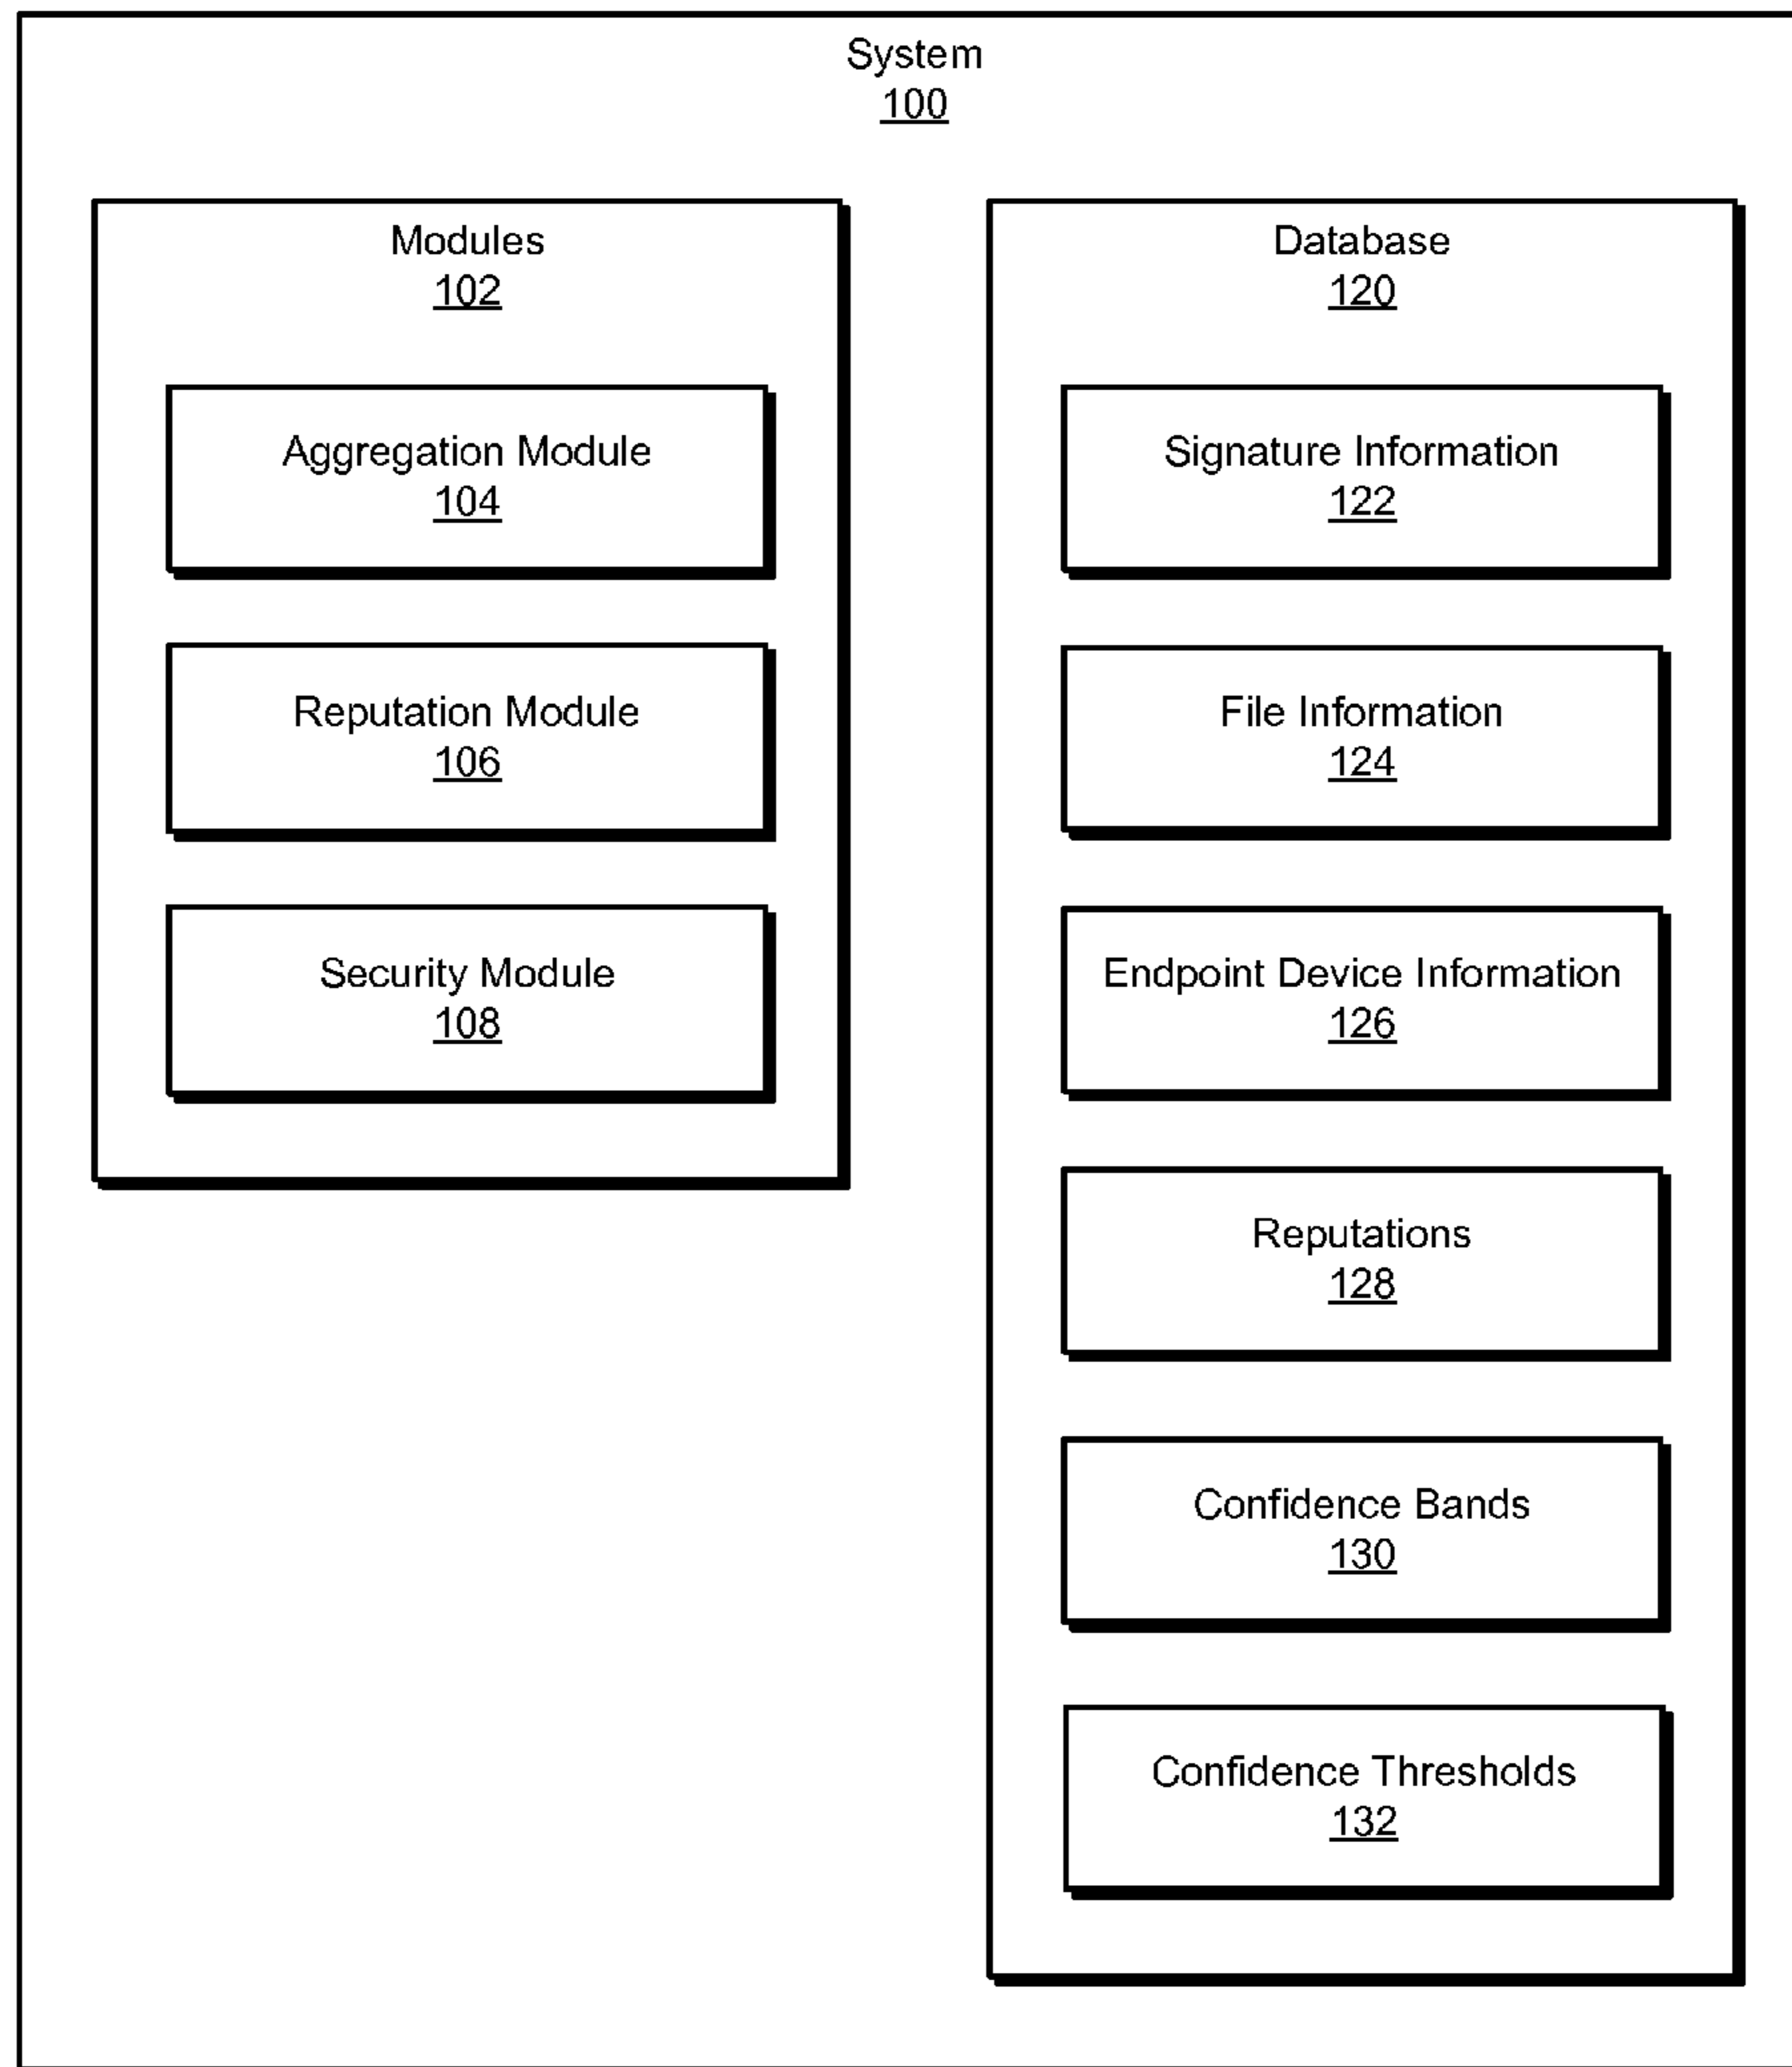 System
100
Modules
102
Aggregation Module
104
Reputation Module
106
Security Module
108
Database
120
Signature Information
122
File Information
124
Endpoint Device Information
126
Reputations
128
Confidence Bands
130
Confidence Thresholds
132